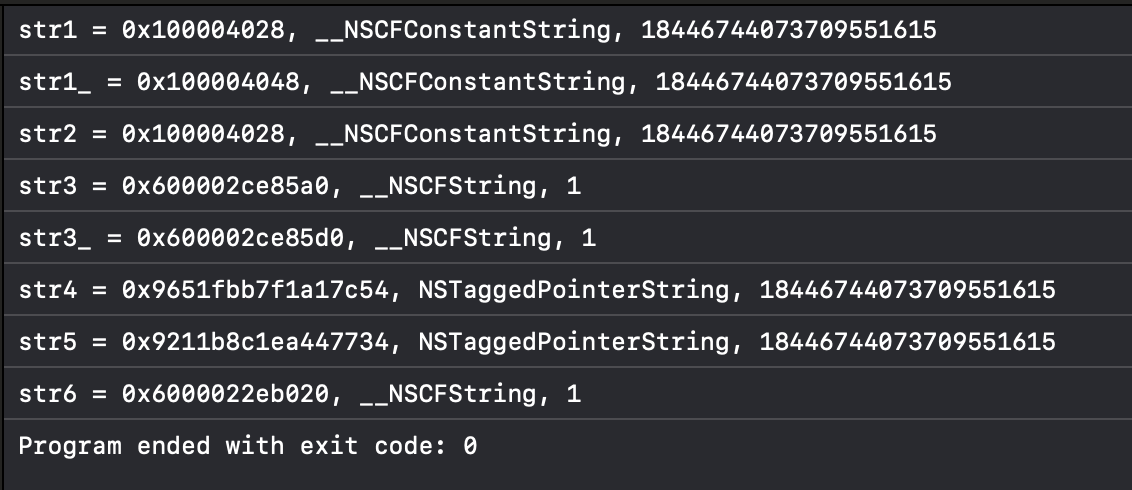 str1 = 0x100004028, __NSCFConstantString, 18446744073709551615
str1_ = 0x100004048, __NSCFConstantString, 18446744073709551615
str2 = 0x100004028, __NSCFConstantString, 18446744073709551615
str3 = 0x600002ce85a0, __NSCFString, 1
str3_ = 0x600002ce85d0, __NSCFString, 1
str4 = 0x9651fbb7f1a17c54, NSTaggedPointerString, 18446744073709551615
str5 = 0x9211b8c1ea447734, NSTaggedPointerString, 18446744073709551615
str6 = 0x6000022eb020, __NSCFString, 1
Program ended with exit code: 0